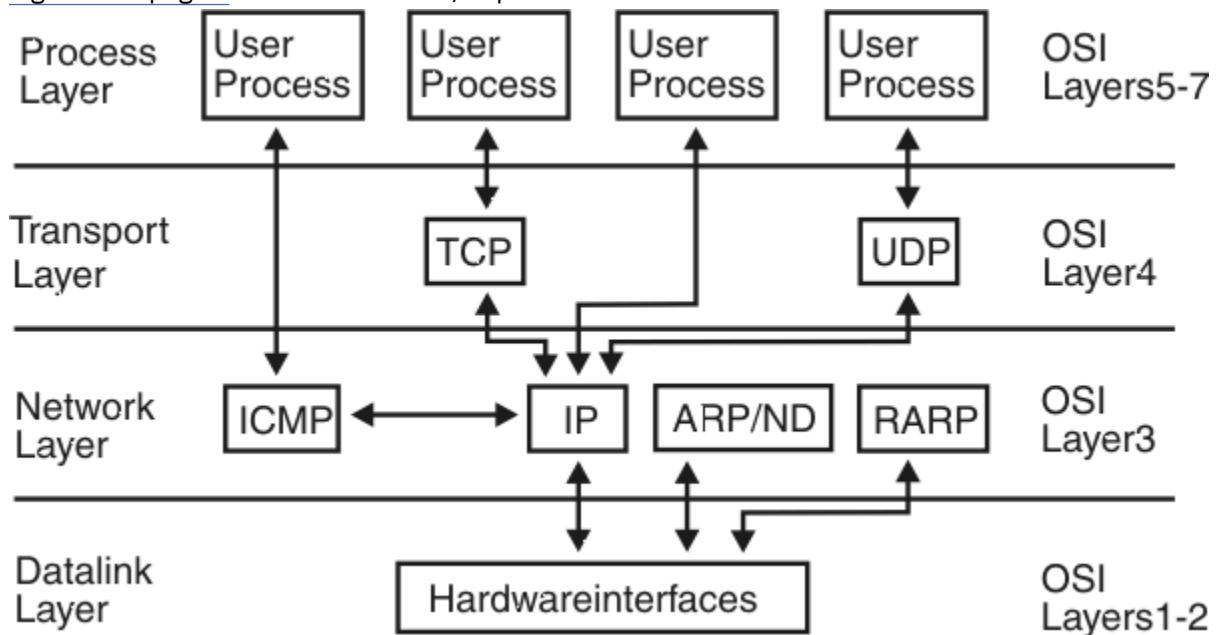 Process
Layer
User
Process
User
Process
User
Process
User
Process
OSI
Layers5-7
Transport
Layer
TCP
UDP
OSI
Layer4
Network
Layer
ICMP
IP
ARP/ND
RARP
OSI
Layer3
Datalink
Layer
Hardwareinterfaces
OSI
Layers1-2